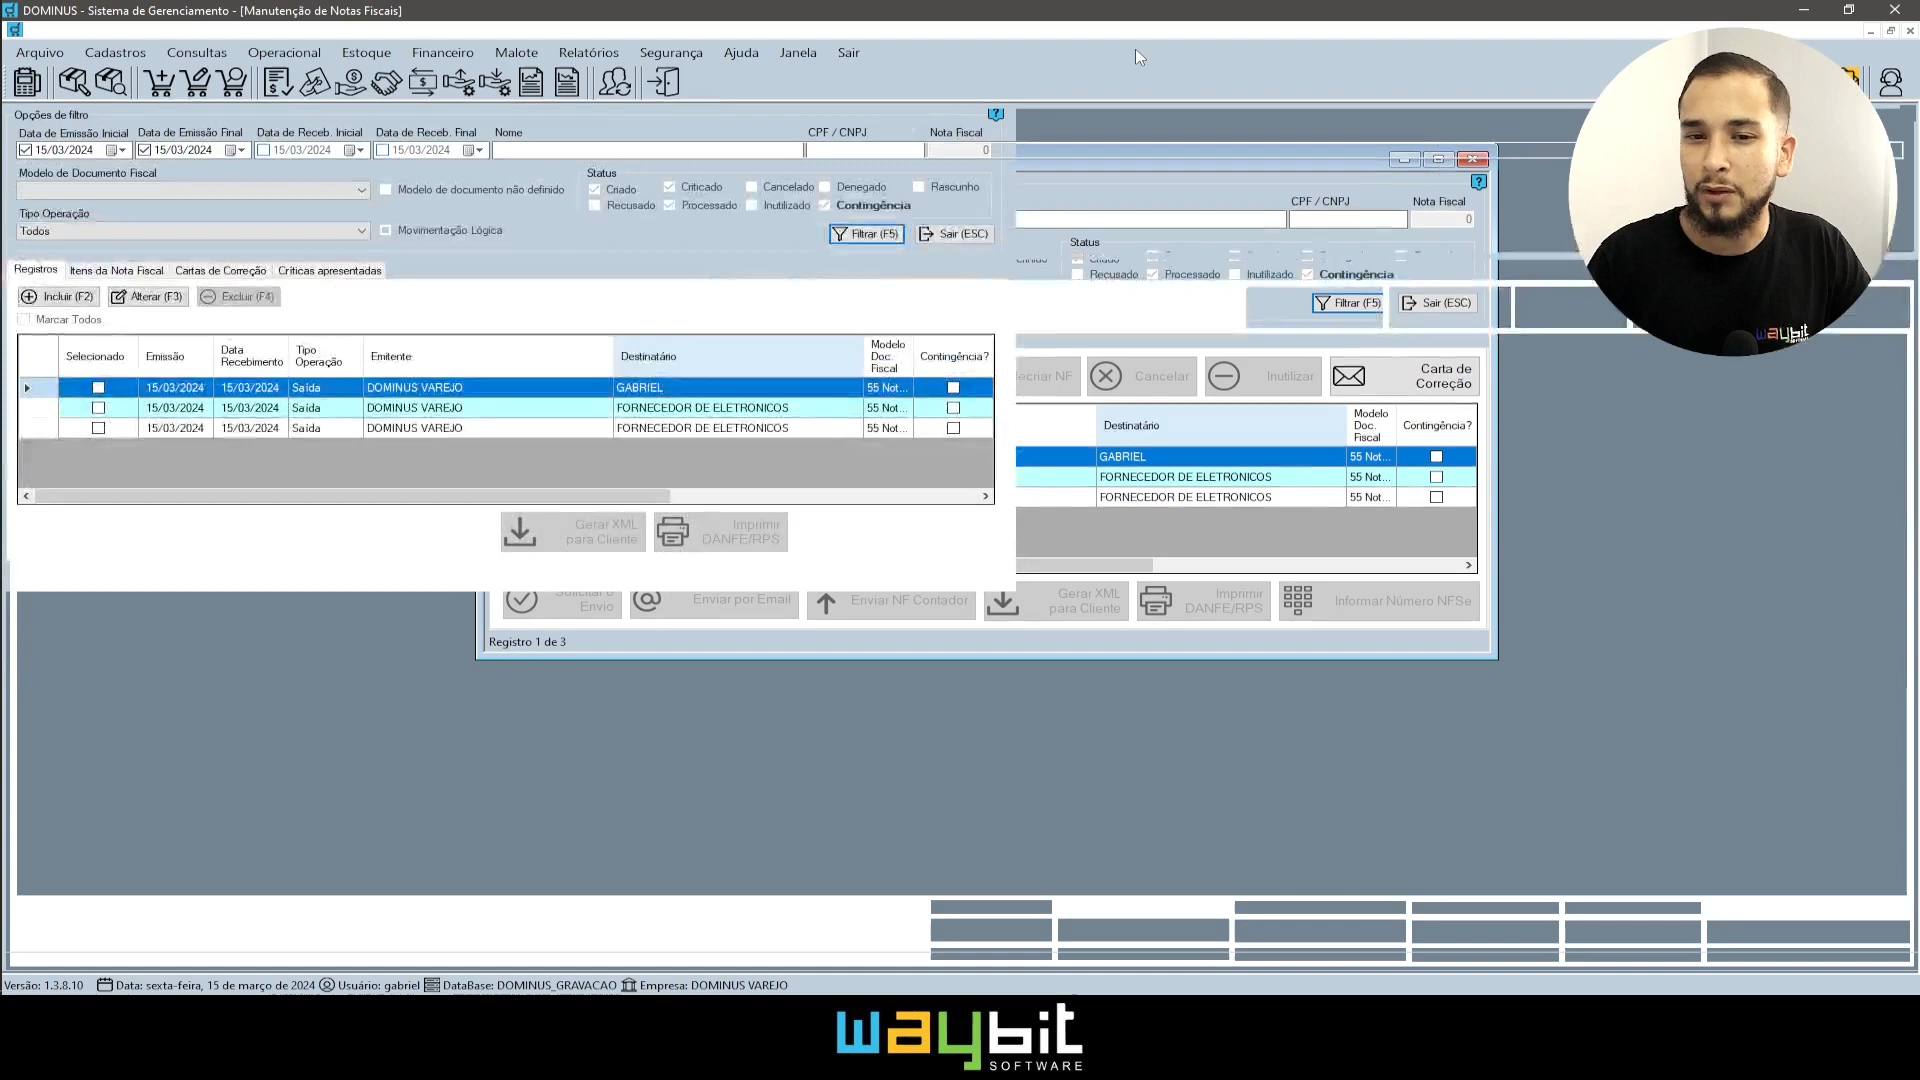 DOMINUS - Sistema de Gerenciamento - [Manutenção de Notas Fiscais]
Arquivo Cadastros Consultas Operacional Estoque Financeiro Malote Relatórios Segurança Ajuda Janela Sair
Opções de filtro
Data de Emissão Inicial Data de Emissão Final Data de Receb. Inicial Data de Receb. Final Nome CPF / CNPJ Nota Fiscal
15/03/2024 15/03/2024 15/03/2024 15/03/2024 0
Modelo de Documento Fiscal
Modelo de documento não definido
Status
Criado Criticado Cancelado Denegado Rascunho
Recusado Processado Inutilizado Contingência
Tipo Operação
Todos
Movimentação Lógica
Filtrar (F5) Sair (ESC)
CPF / CNPJ Nota Fiscal
0
Status
Recusado Processado Inutilizado Contingência
Filtrar (F5) Sair (ESC)
Registros Itens da Nota Fiscal Cartas de Correção Críticas apresentadas
Incluir (F2) Alterar (F3) Excluir (F4)
Marcar Todos
Selecionado Emissão Data Recebimento Tipo Operação Emitente Destinatário Modelo Doc. Fiscal Contingência?
15/03/2024 15/03/2024 Saída DOMINUS VAREJO GABRIEL 55 Not...
15/03/2024 15/03/2024 Saída DOMINUS VAREJO FORNECEDOR DE ELETRONICOS 55 Not...
15/03/2024 15/03/2024 Saída DOMINUS VAREJO FORNECEDOR DE ELETRONICOS 55 Not...
Gerar XML para Cliente Imprimir DANFE/RPS
ecriar NF Cancelar Inutilizar Carta de Correção
Destinatário Modelo Doc. Fiscal Contingência?
GABRIEL 55 Not...
FORNECEDOR DE ELETRONICOS 55 Not...
FORNECEDOR DE ELETRONICOS 55 Not...
Envio Enviar por Email Enviar NF Contador Gerar XML para Cliente Imprimir DANFE/RPS Informar Número NFSe
Registro 1 de 3
waybit
Versão: 1.3.8.10 Data: sexta-feira, 15 de março de 2024 Usuário: gabriel DataBase: DOMINUS_GRAVACAO Empresa: DOMINUS VAREJO
waybit
SOFTWARE